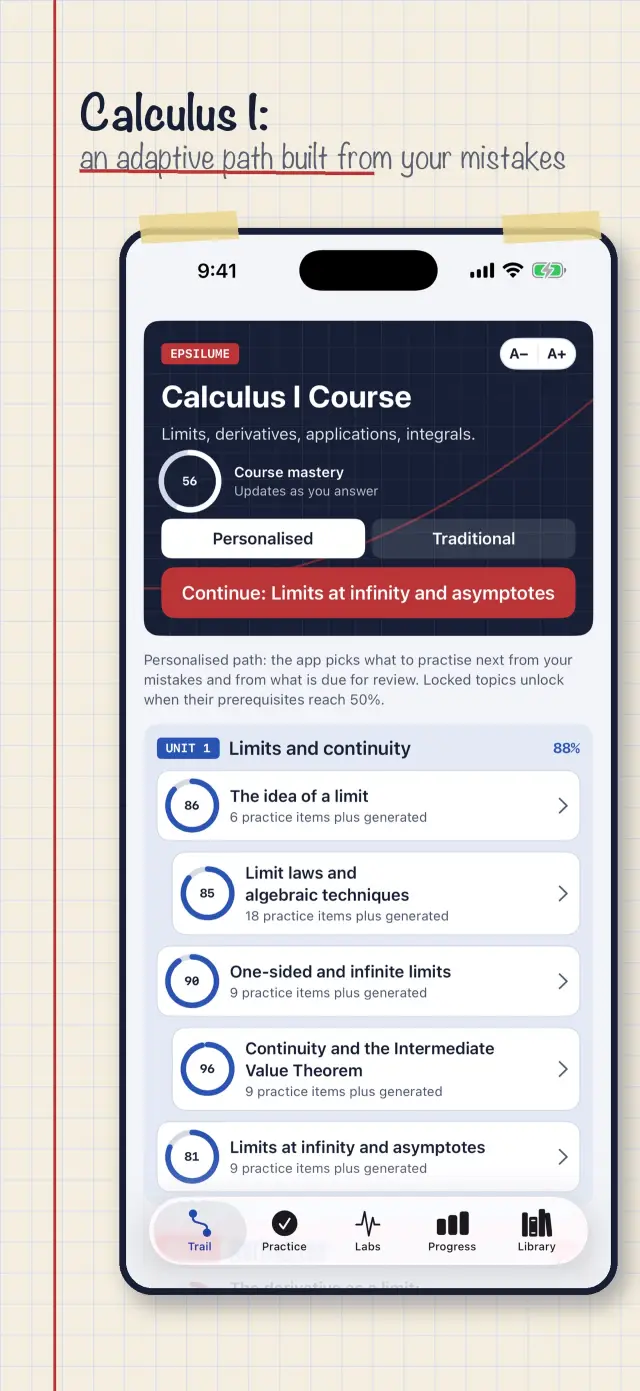 Calculus I:
an adaptive path built from your mistakes
9:41
EPSILUME
A− A+
Calculus I Course
Limits, derivatives, applications, integrals.
56
Course mastery
Updates as you answer
Personalised
Traditional
Continue: Limits at infinity and asymptotes
Personalised path: the app picks what to practise next from your
mistakes and from what is due for review. Locked topics unlock
when their prerequisites reach 50%.
UNIT 1 Limits and continuity 88%
86
The idea of a limit
6 practice items plus generated
85
Limit laws and
algebraic techniques
18 practice items plus generated
90
One-sided and infinite limits
9 practice items plus generated
96
Continuity and the Intermediate
Value Theorem
9 practice items plus generated
81
Limits at infinity and asymptotes
9 practice items plus generated
Trail Practice Labs Progress Library
The derivative as a limit: